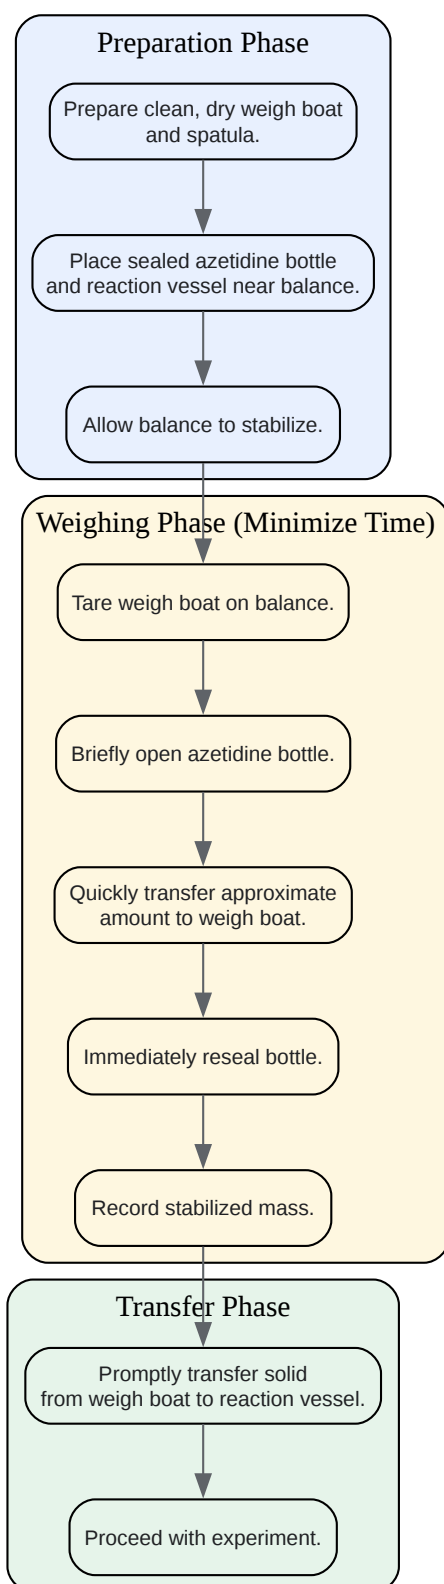 Preparation Phase
Prepare clean, dry weigh boat
and spatula.
Place sealed azetidine bottle
and reaction vessel near balance.
Allow balance to stabilize.
Weighing Phase (Minimize Time)
Tare weigh boat on balance.
Briefly open azetidine bottle.
Quickly transfer approximate
amount to weigh boat.
Immediately reseal bottle.
Record stabilized mass.
Transfer Phase
Promptly transfer solid
from weigh boat to reaction vessel.
Proceed with experiment.